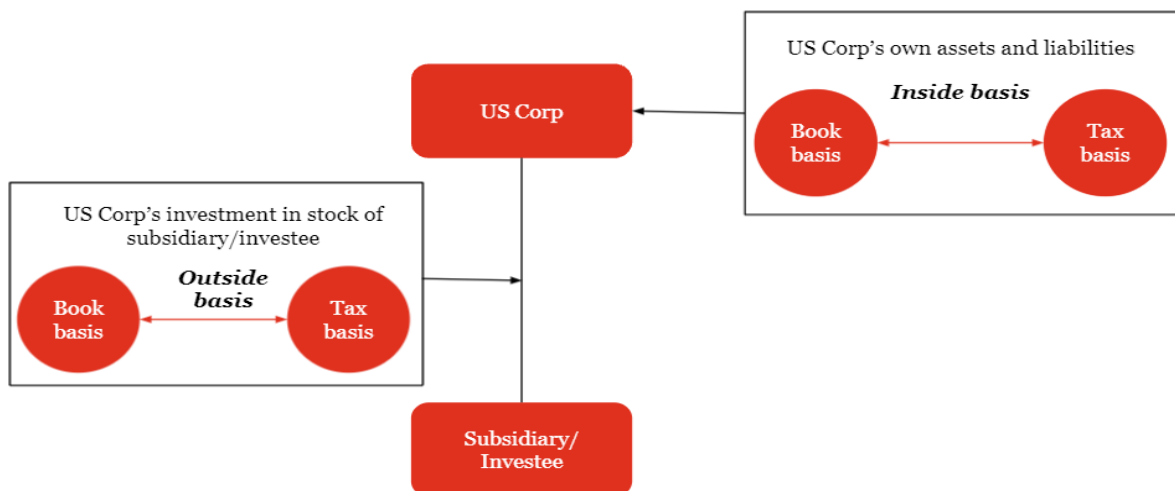 US Corp's own assets and liabilities
Inside basis
Book
basis
Tax
basis
US Corp
US Corp's investment in stock of
subsidiary/investee
Outside
basis
Book
basis
Tax
basis
Subsidiary/
Investee